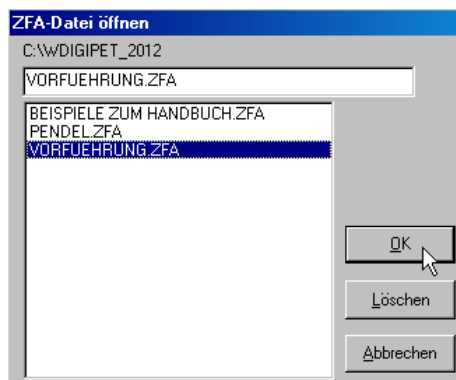 ZFA-Datei öffnen
C:\WDIGIPET_2012
VORFUEHRUNG.ZFA
BEISPIELE ZUM HANDBUCH.ZFA
PENDEL.ZFA
VORFUEHRUNG.ZFA
OK
Löschen
Abbrechen